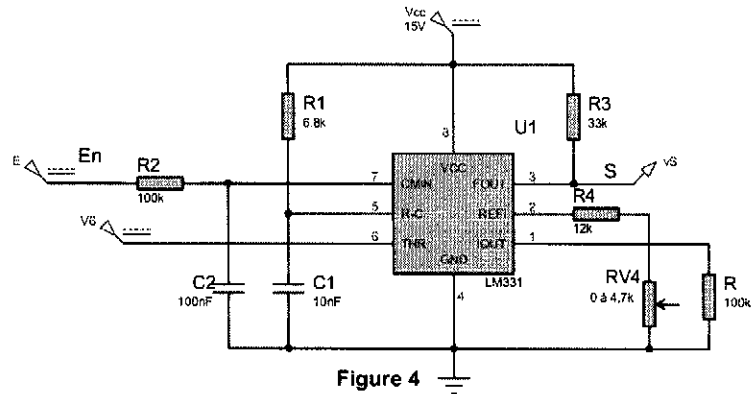 Vcc
15V
R1
6.8k
R3
33k
U1
8
E
En
R2
100k
7
CMIN
VCC
FOUT
3
S
vS
5
R-C
REFI
2
R4
12k
V6
6
THR
IOUT
1
GND
LM331
4
C2
100nF
C1
10nF
RV4
0 à 4,7k
R
100k
Figure 4